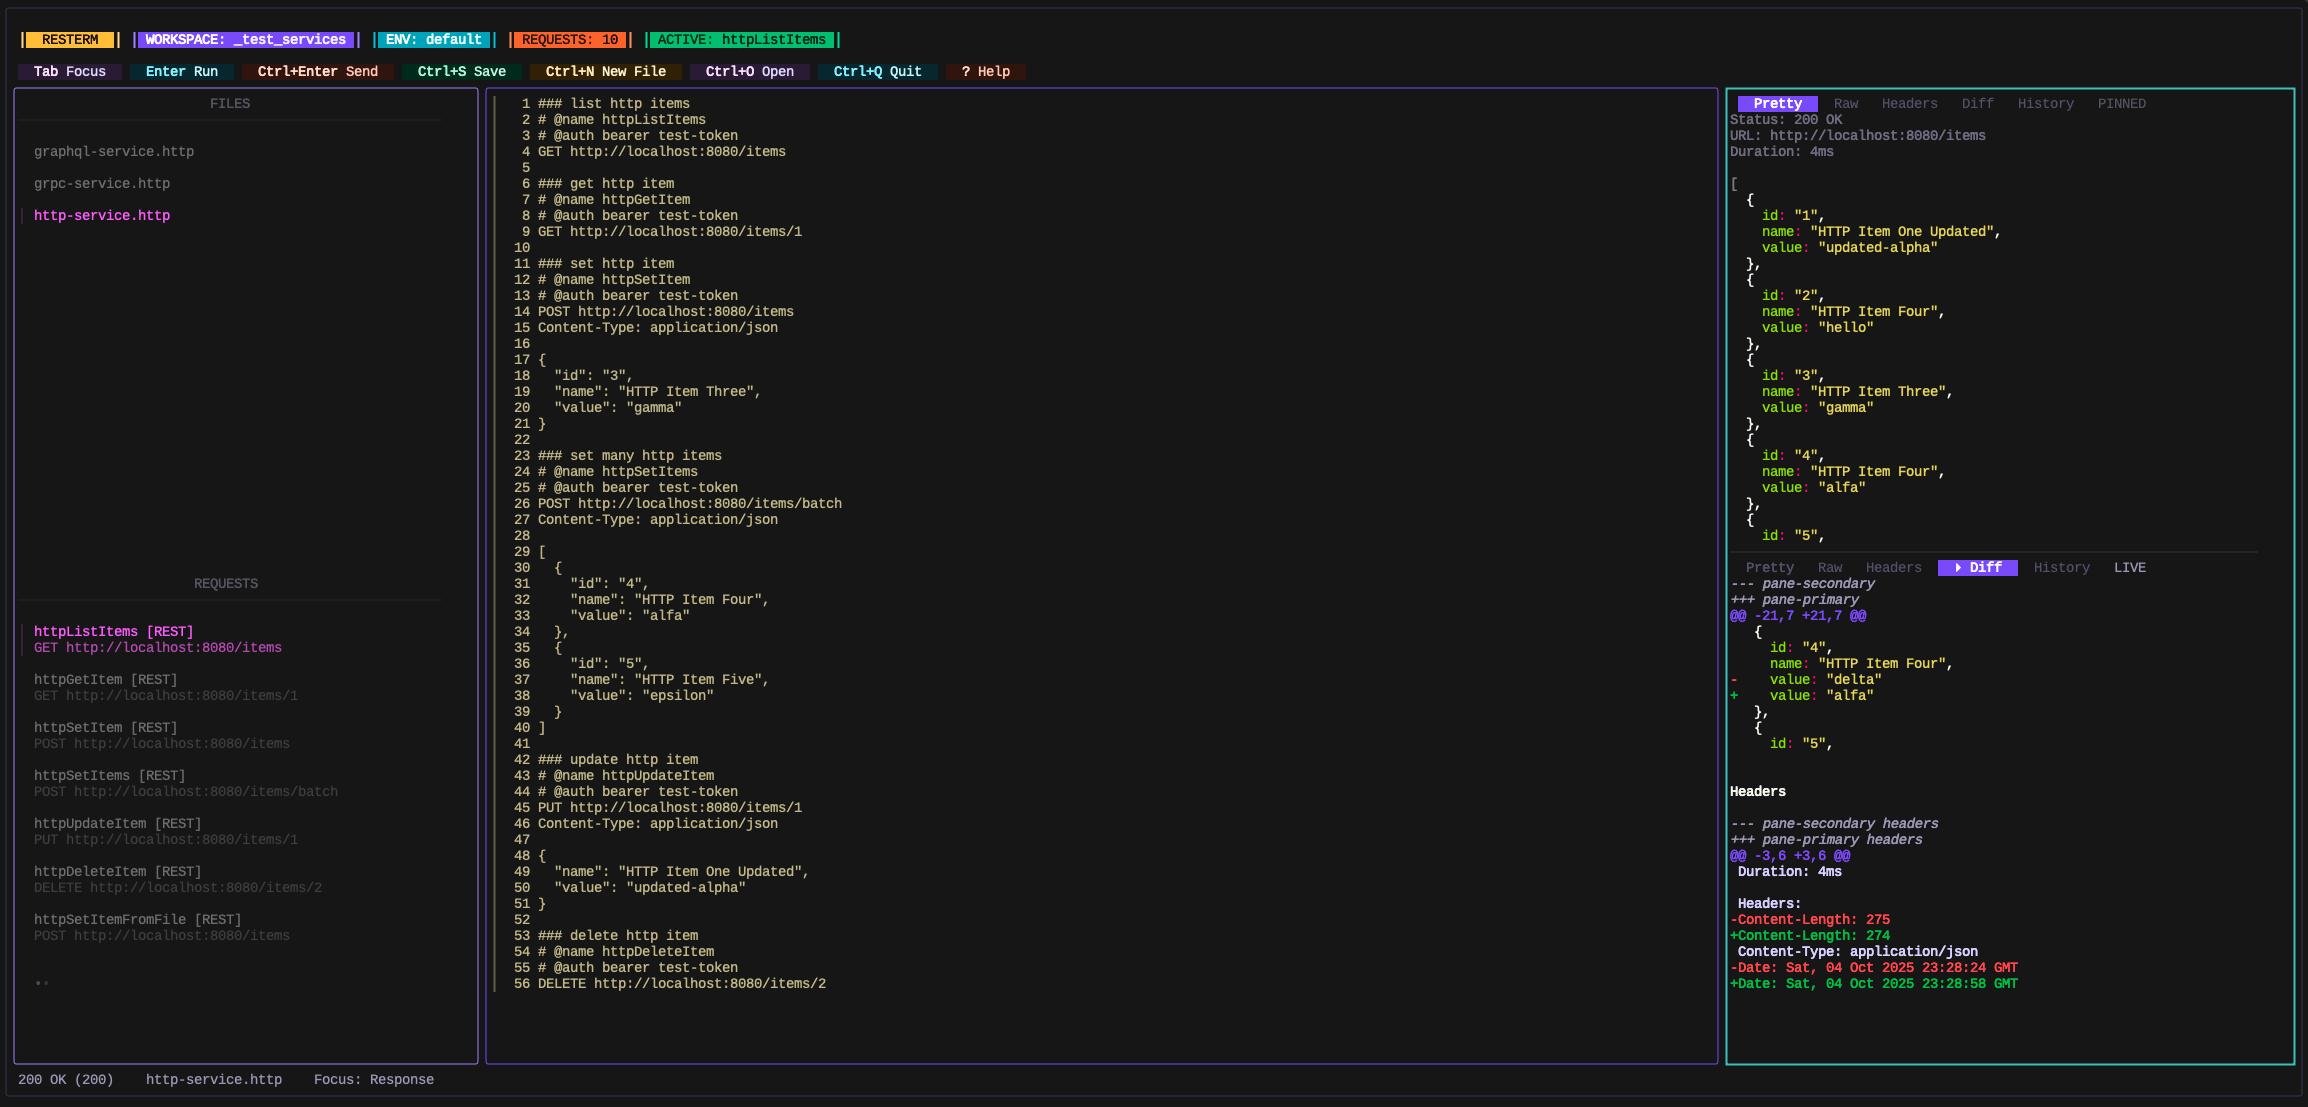 RESTERM WORKSPACE: _test_services ENV: default REQUESTS: 10 ACTIVE: httpListItems
Tab Focus Enter Run Ctrl+Enter Send Ctrl+S Save Ctrl+N New File Ctrl+O Open Ctrl+Q Quit ? Help
FILES
graphql-service.http
grpc-service.http
http-service.http
REQUESTS
httpListItems [REST]
GET http://localhost:8080/items
httpGetItem [REST]
GET http://localhost:8080/items/1
httpSetItem [REST]
POST http://localhost:8080/items
httpSetItems [REST]
POST http://localhost:8080/items/batch
httpUpdateItem [REST]
PUT http://localhost:8080/items/1
httpDeleteItem [REST]
DELETE http://localhost:8080/items/2
httpSetItemFromFile [REST]
POST http://localhost:8080/items
1 ### list http items
2 # @name httpListItems
3 # @auth bearer test-token
4 GET http://localhost:8080/items
5
6 ### get http item
7 # @name httpGetItem
8 # @auth bearer test-token
9 GET http://localhost:8080/items/1
10
11 ### set http item
12 # @name httpSetItem
13 # @auth bearer test-token
14 POST http://localhost:8080/items
15 Content-Type: application/json
16
17 {
18   "id": "3",
19   "name": "HTTP Item Three",
20   "value": "gamma"
21 }
22
23 ### set many http items
24 # @name httpSetItems
25 # @auth bearer test-token
26 POST http://localhost:8080/items/batch
27 Content-Type: application/json
28
29 [
30   {
31     "id": "4",
32     "name": "HTTP Item Four",
33     "value": "alfa"
34   },
35   {
36     "id": "5",
37     "name": "HTTP Item Five",
38     "value": "epsilon"
39   }
40 ]
41
42 ### update http item
43 # @name httpUpdateItem
44 # @auth bearer test-token
45 PUT http://localhost:8080/items/1
46 Content-Type: application/json
47
48 {
49   "name": "HTTP Item One Updated",
50   "value": "updated-alpha"
51 }
52
53 ### delete http item
54 # @name httpDeleteItem
55 # @auth bearer test-token
56 DELETE http://localhost:8080/items/2
Pretty Raw Headers Diff History PINNED
Status: 200 OK
URL: http://localhost:8080/items
Duration: 4ms
[
  {
    id: "1",
    name: "HTTP Item One Updated",
    value: "updated-alpha"
  },
  {
    id: "2",
    name: "HTTP Item Four",
    value: "hello"
  },
  {
    id: "3",
    name: "HTTP Item Three",
    value: "gamma"
  },
  {
    id: "4",
    name: "HTTP Item Four",
    value: "alfa"
  },
  {
    id: "5",
Pretty Raw Headers Diff History LIVE
--- pane-secondary
+++ pane-primary
@@ -21,7 +21,7 @@
   {
     id: "4",
     name: "HTTP Item Four",
-    value: "delta"
+    value: "alfa"
   },
   {
     id: "5",
Headers
--- pane-secondary headers
+++ pane-primary headers
@@ -3,6 +3,6 @@
 Duration: 4ms
 Headers:
-Content-Length: 275
+Content-Length: 274
 Content-Type: application/json
-Date: Sat, 04 Oct 2025 23:28:24 GMT
+Date: Sat, 04 Oct 2025 23:28:58 GMT
200 OK (200) http-service.http Focus: Response